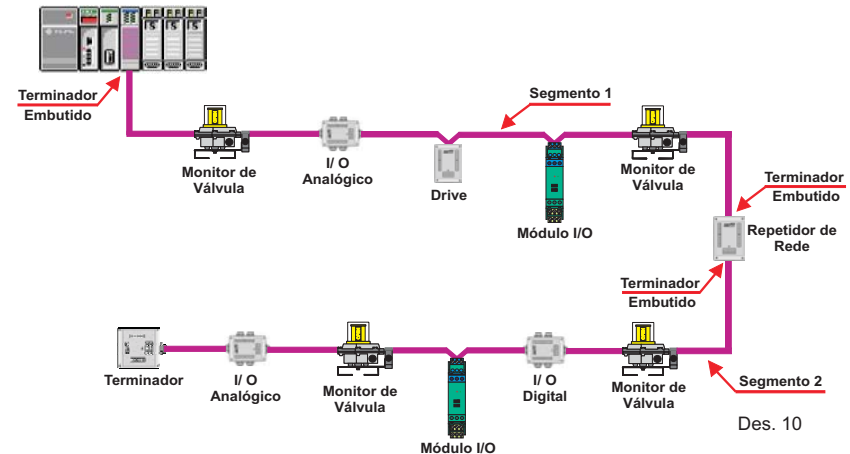 Terminador
Embutido
Segmento 1
Monitor de
Válvula
I/ O
Analógico
Drive
Módulo I/O
Monitor de
Válvula
Terminador
Embutido
Repetidor de
Rede
Terminador
Embutido
Terminador
I/ O
Analógico
Monitor de
Válvula
Módulo I/O
I/ O
Digital
Monitor de
Válvula
Segmento 2
Des. 10